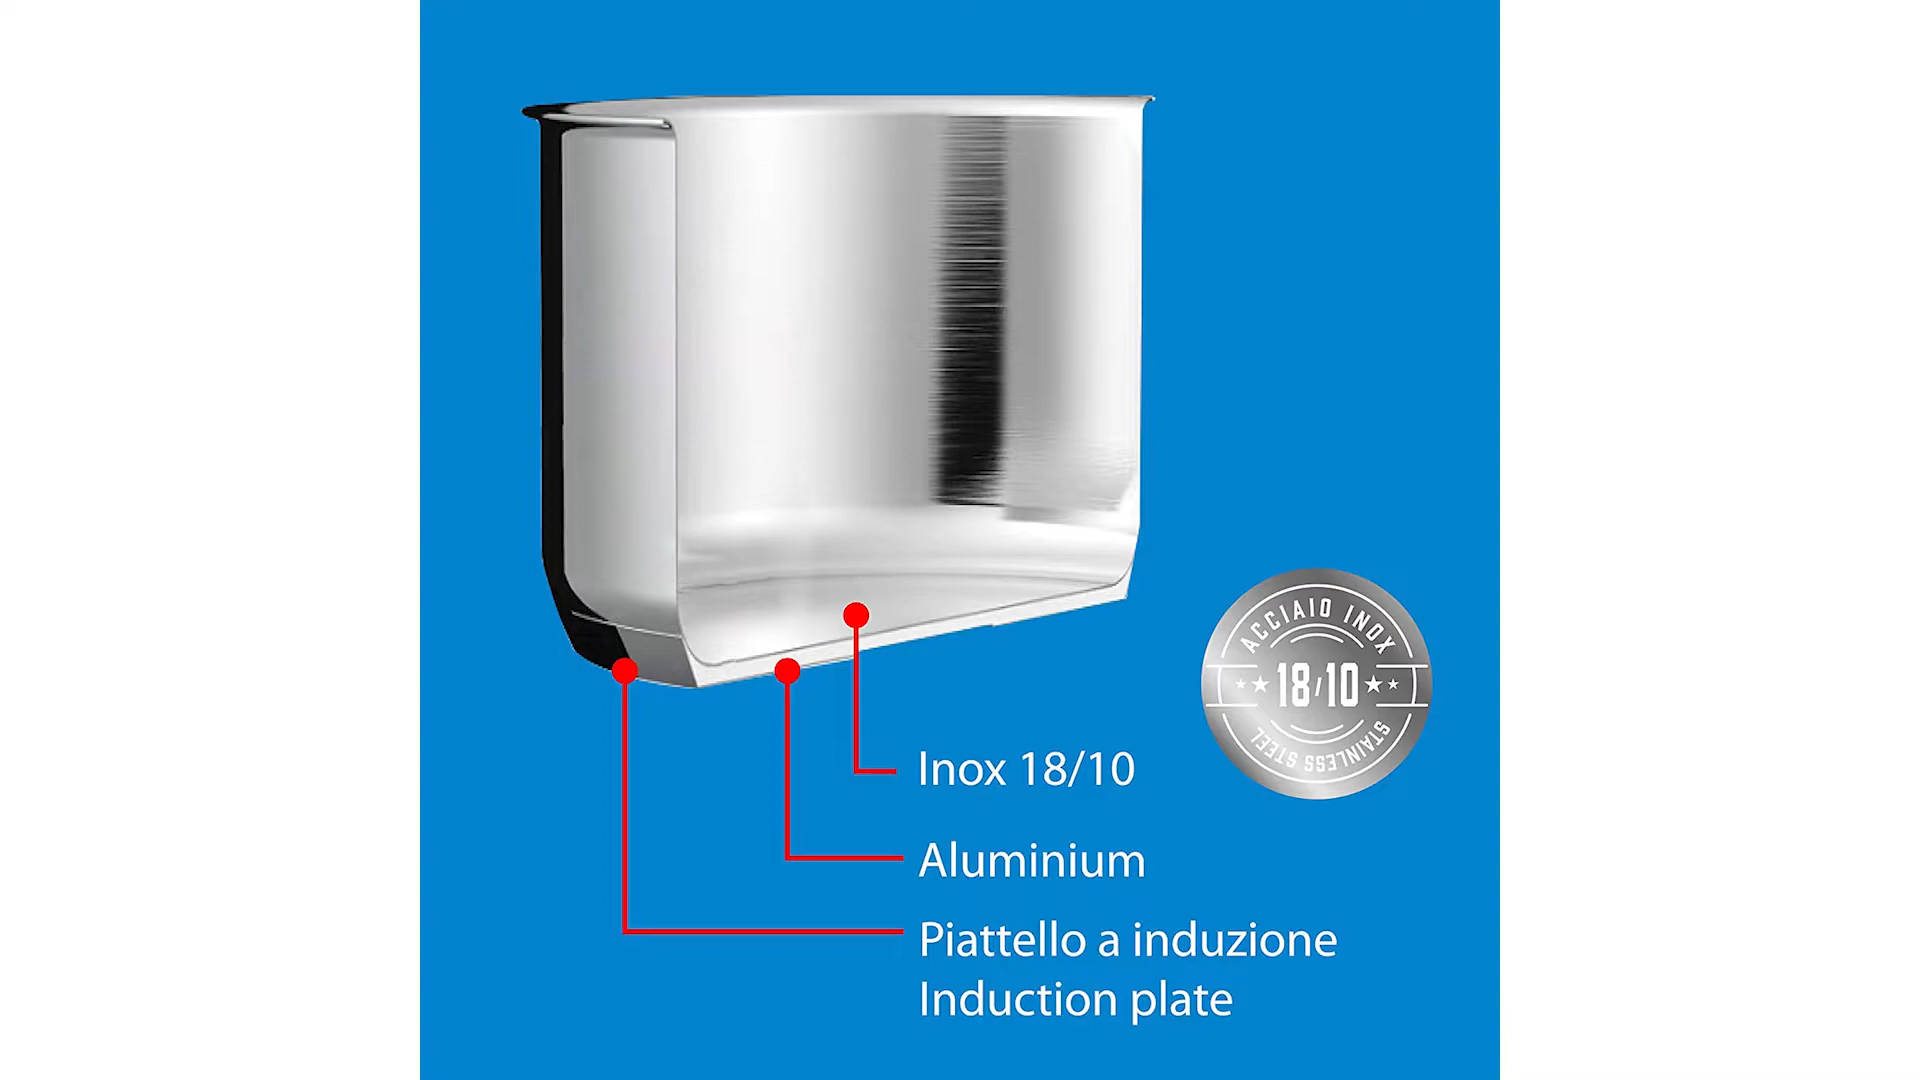 ACCIAIO INOX
18/10
STAINLESS STEEL
Inox 18/10
Aluminium
Piattello a induzione
Induction plate